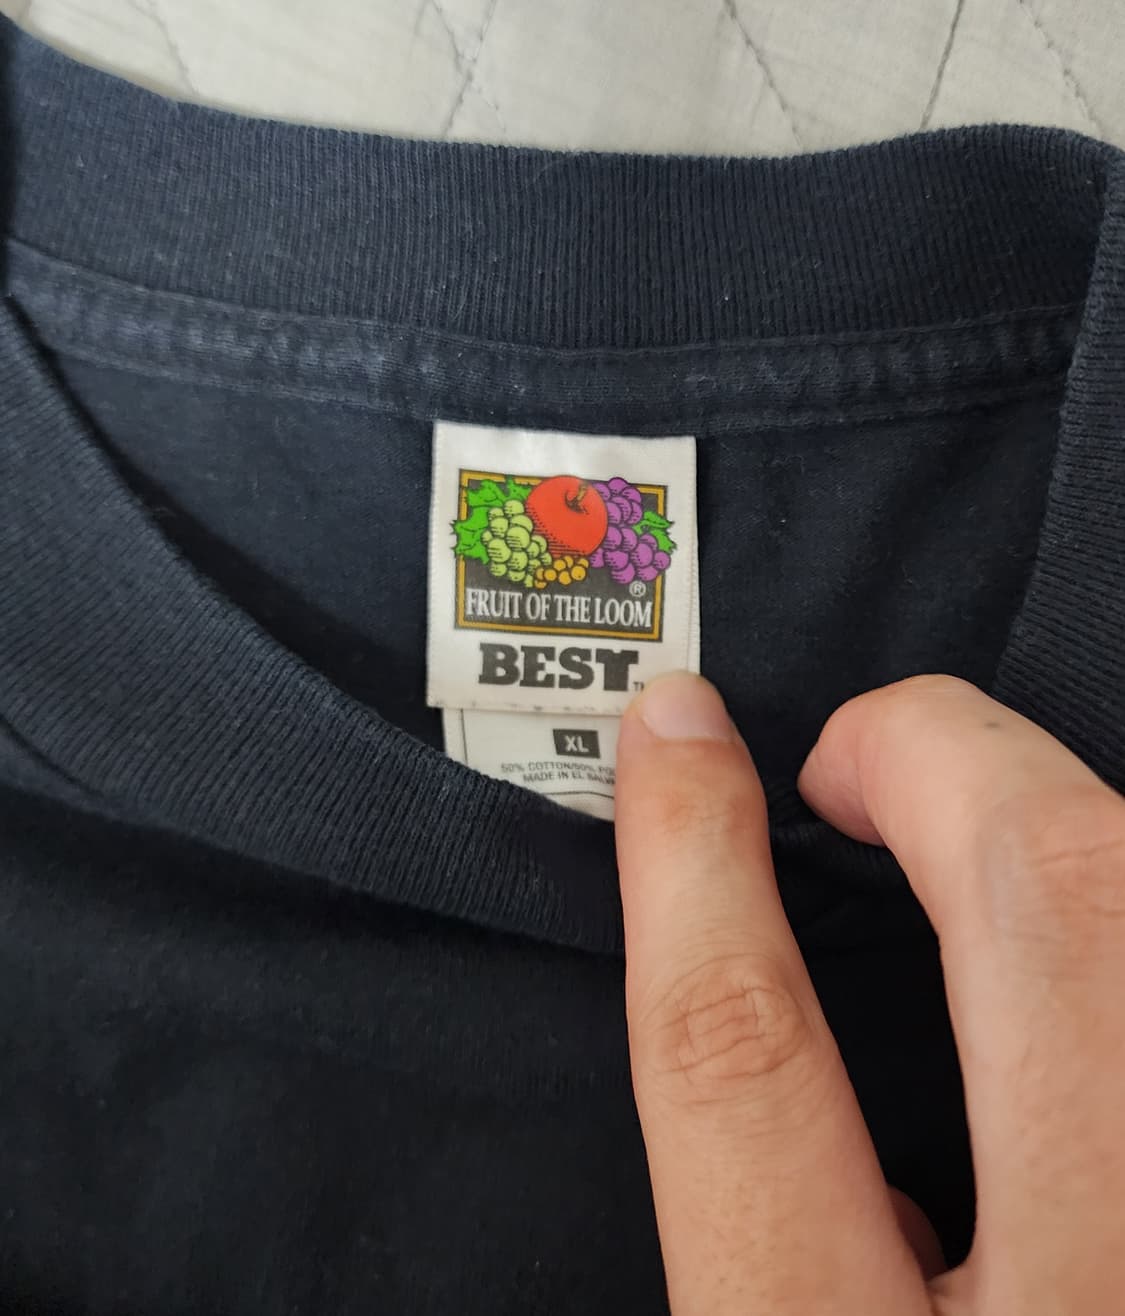 ®
FRUIT OF THE LOOM
BEST
XL
50% COTTON/50%
MADE IN EL